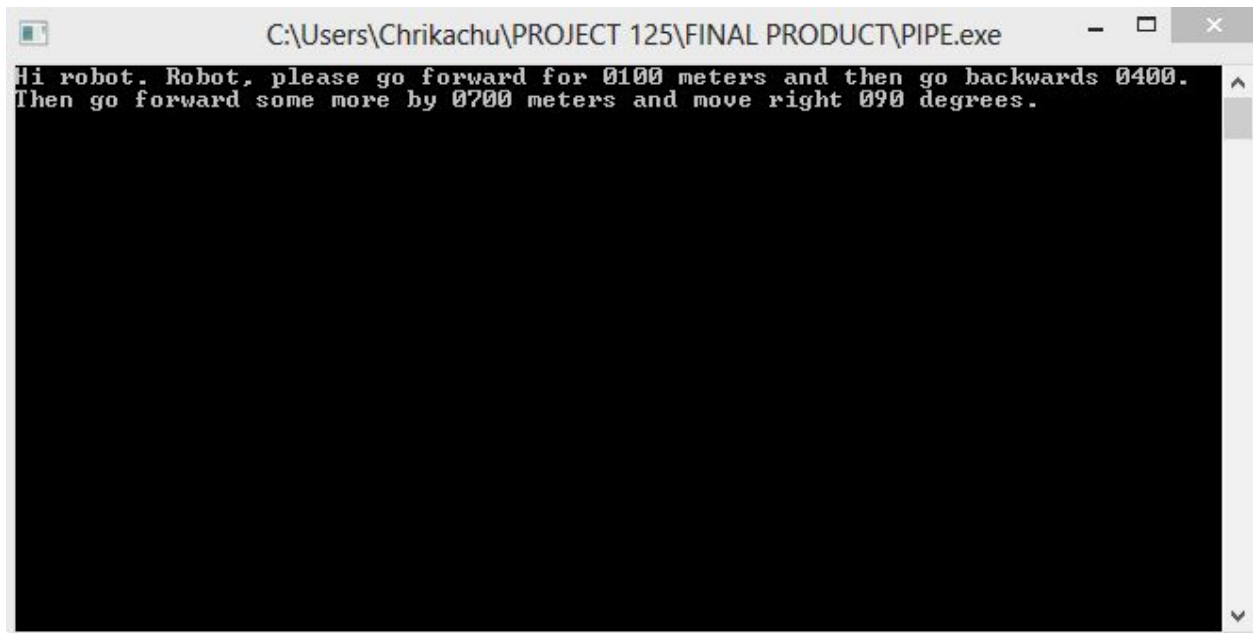 C:\Users\Chrikachu\PROJECT 125\FINAL PRODUCT\PIPE.exe
Hi robot. Robot, please go forward for 0100 meters and then go backwards 0400.
Then go forward some more by 0700 meters and move right 090 degrees.